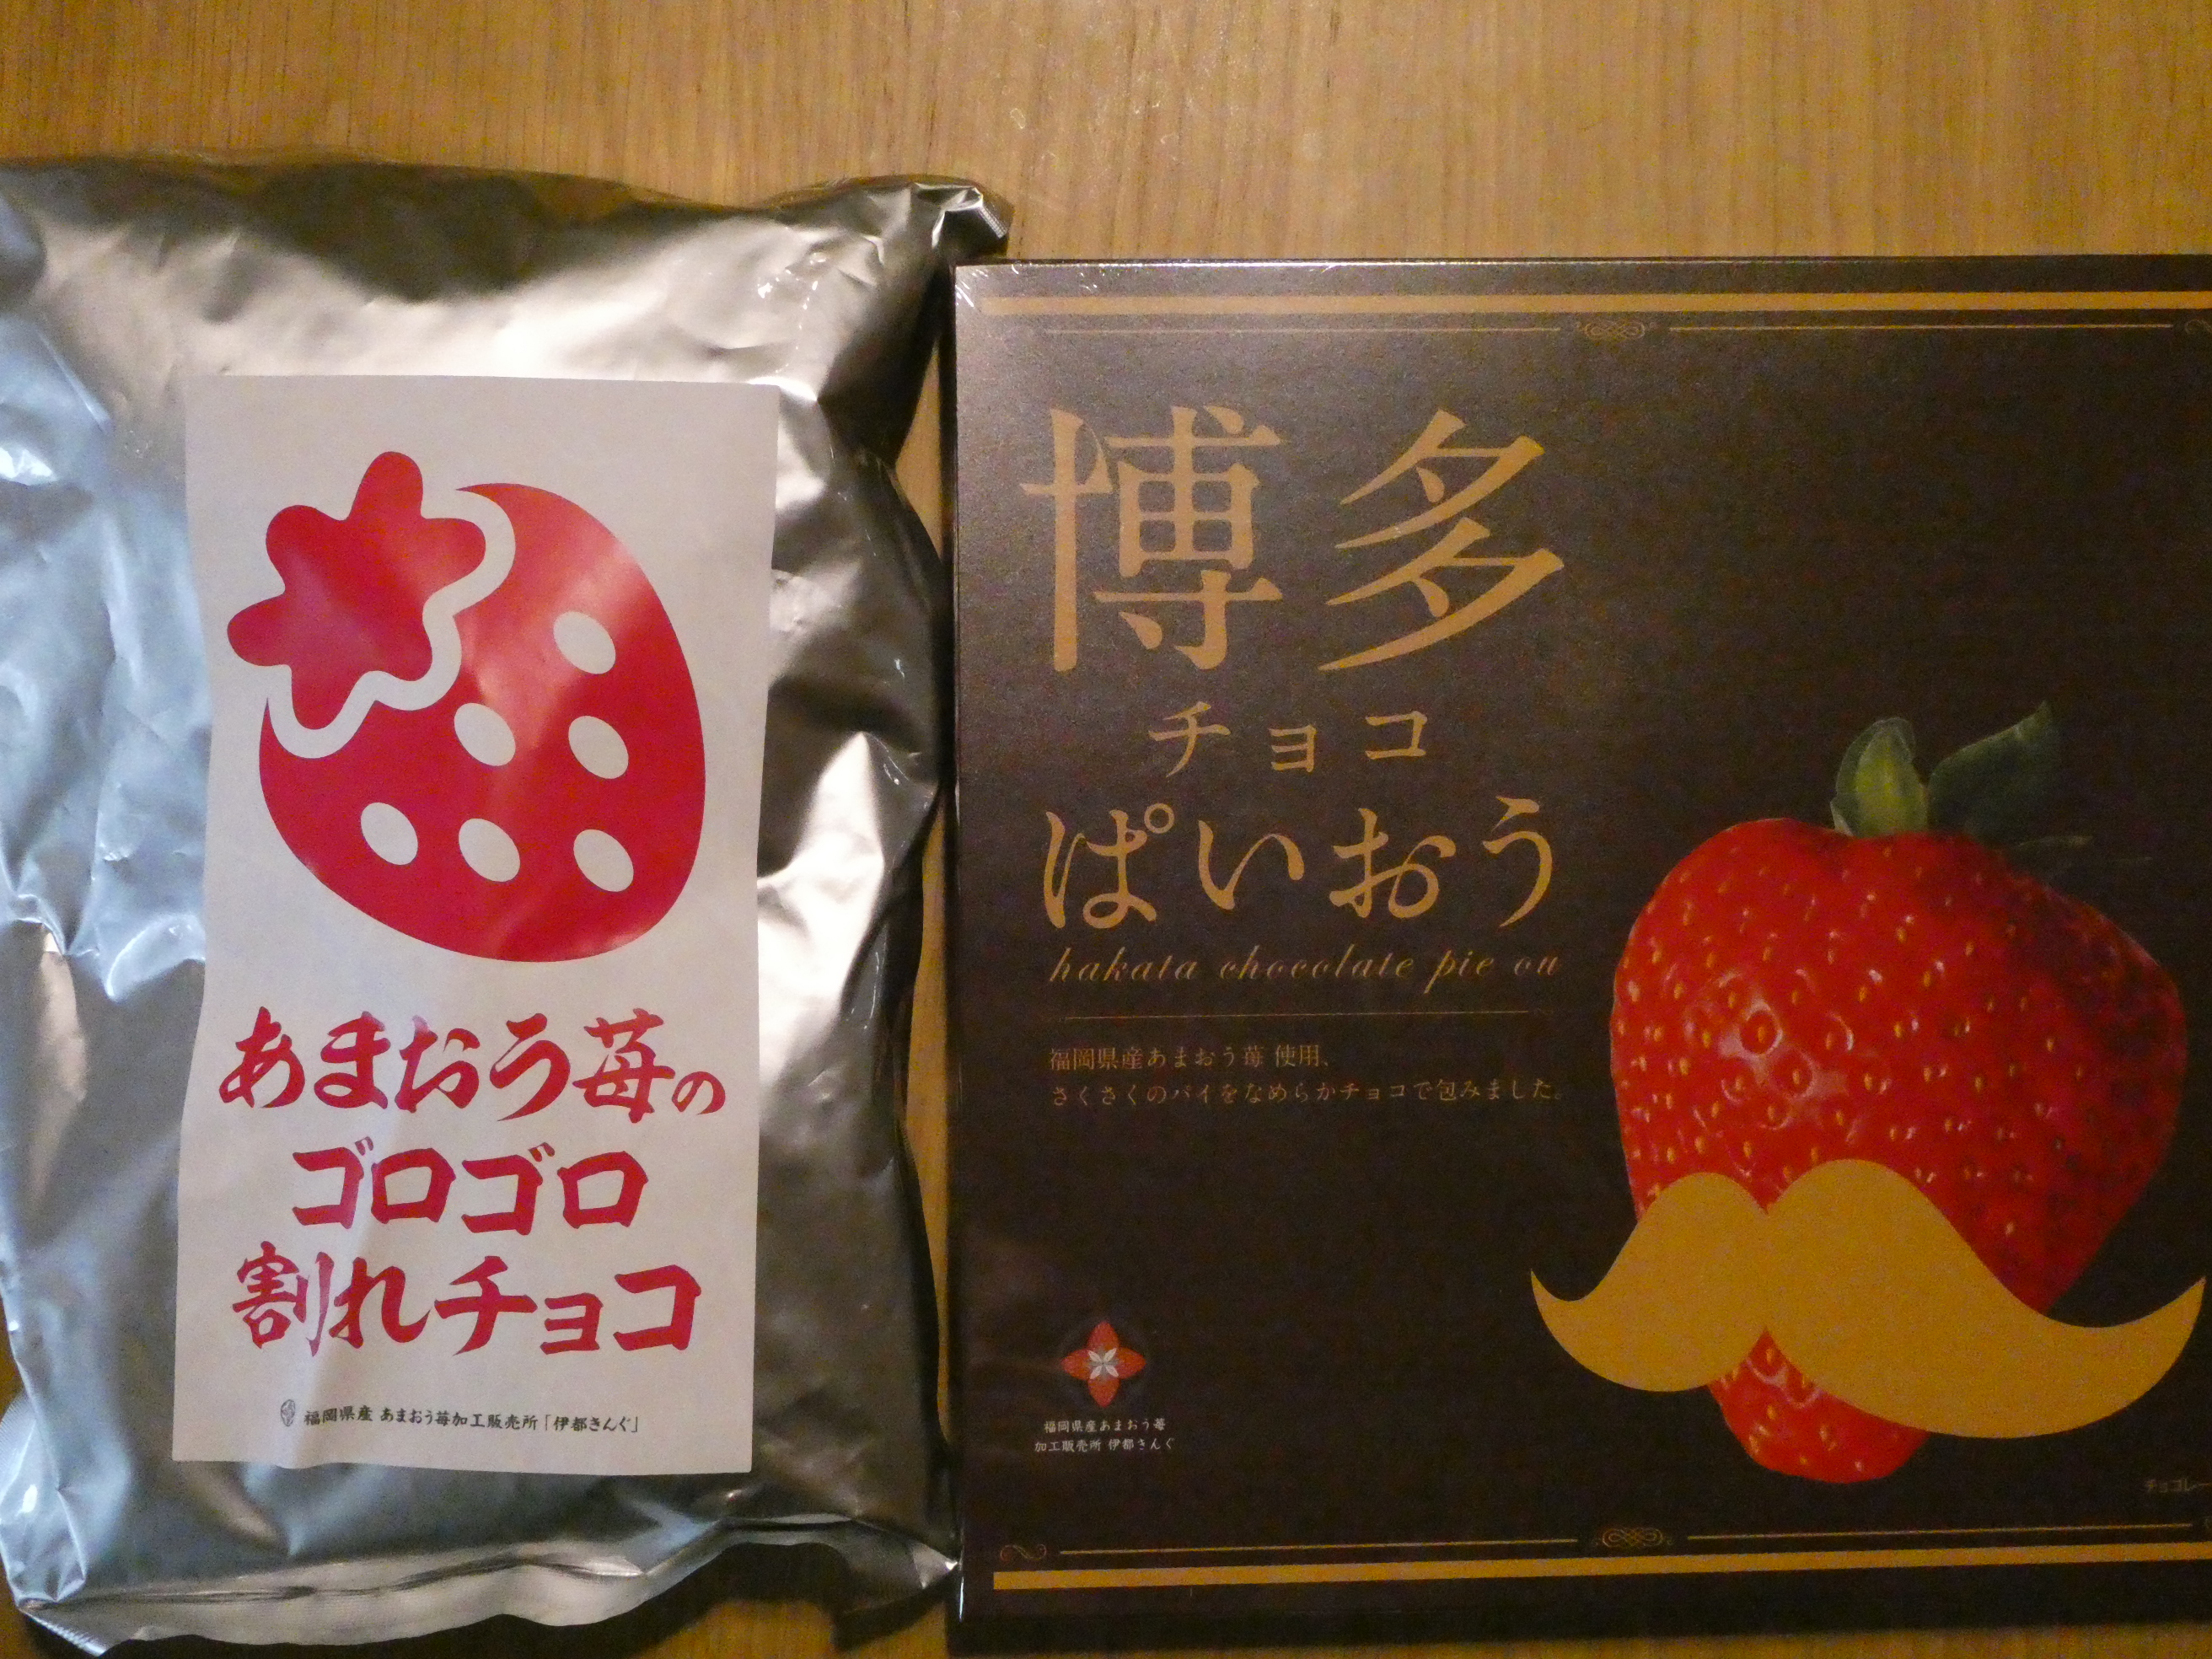 あまおう苺の
ゴロゴロ
割れチョコ
福岡県産 あまおう苺加工販売所「伊都きんぐ」
博多
チョコ
ぱいおう
hakata chocolate pie ou
福岡県産あまおう苺 使用、
さくさくのパイをなめらかチョコで包みました。
福岡県産あまおう苺
加工販売所 伊都きんぐ
チョコレー